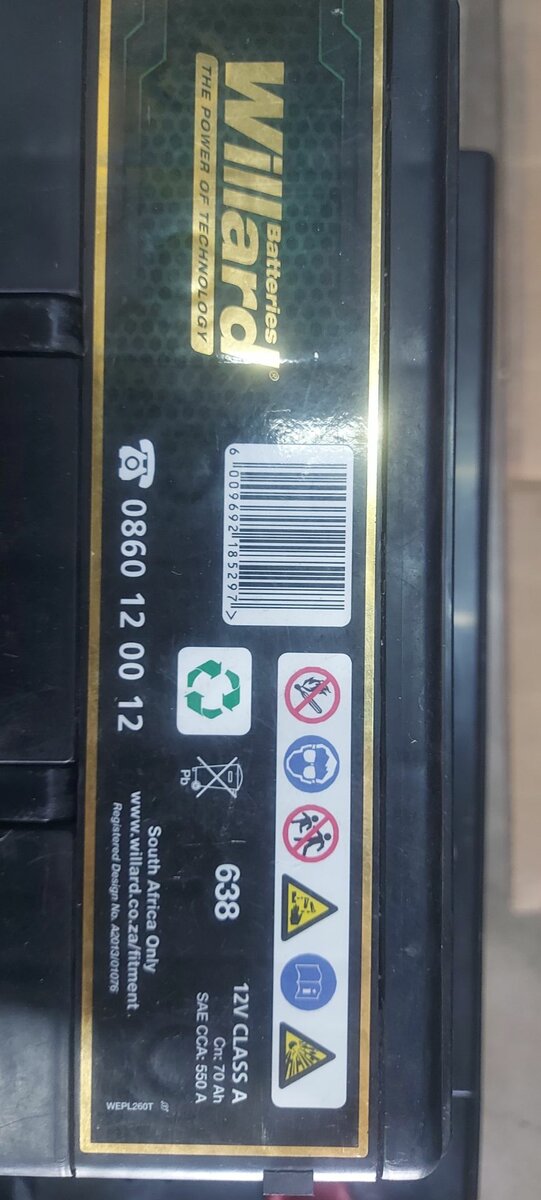 Willard
Batteries®
THE POWER OF TECHNOLOGY
6 009692 185297 >
0860 12 00 12
Pb
638
South Africa Only
www.willard.co.za/fitment
Registered Design No. A2013/01076
12V CLASS A
Cn: 70 Ah
SAE CCA: 550 A
WEPL260T